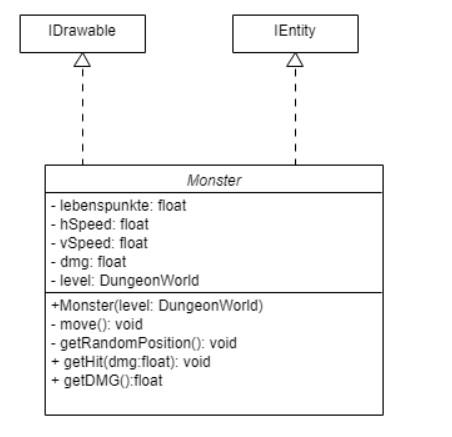 IDrawable
IEntity
Monster
- lebenspunkte: float
- hSpeed: float
- vSpeed: float
- dmg: float
- level: DungeonWorld
+Monster(level: DungeonWorld)
- move(): void
- getRandomPosition(): void
+ getHit(dmg:float): void
+ getDMG():float